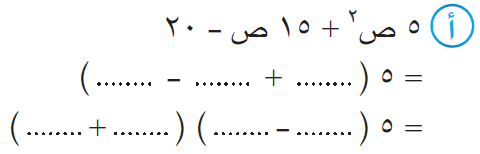 أ ٥ ص٢ + ١٥ ص – ٢٠
= ٥ ( ........ + ........ – ........ )
= ٥ ( ........ – ........ ) ( ........ + ........ )